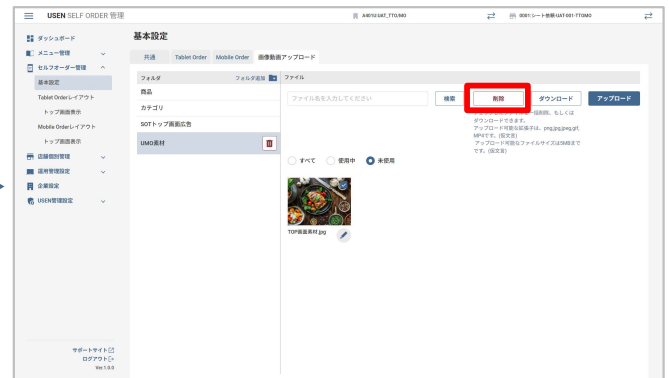 USEN SELF ORDER 管理
A401U:UAT_TTO/MO
0001:シート依頼-UAT-001-TTOMO
ダッシュボード
メニュー管理
セルフオーダー管理
基本設定
Tablet Orderレイアウト
トップ画面表示
Mobile Orderレイアウト
トップ画面表示
店舗個別管理
運用管理設定
企業設定
USEN管理設定
サポートサイト
ログアウト
Ver.1.0.0
基本設定
共通
Tablet Order
Mobile Order
画像動画アップロード
フォルダ
フォルダ追加
商品
カテゴリ
SOTトップ画面広告
UMO素材
ファイル
ファイル名を入力してください
検索
削除
ダウンロード
アップロード
ダウンロードできます。
アップロード可能な拡張子は、png,jpg,jpeg,gif,
MP4です。(仮文言)
アップロード可能なファイルサイズは5MBまで
です。(仮文言)
すべて
使用中
未使用
TOP画面素材.jpg